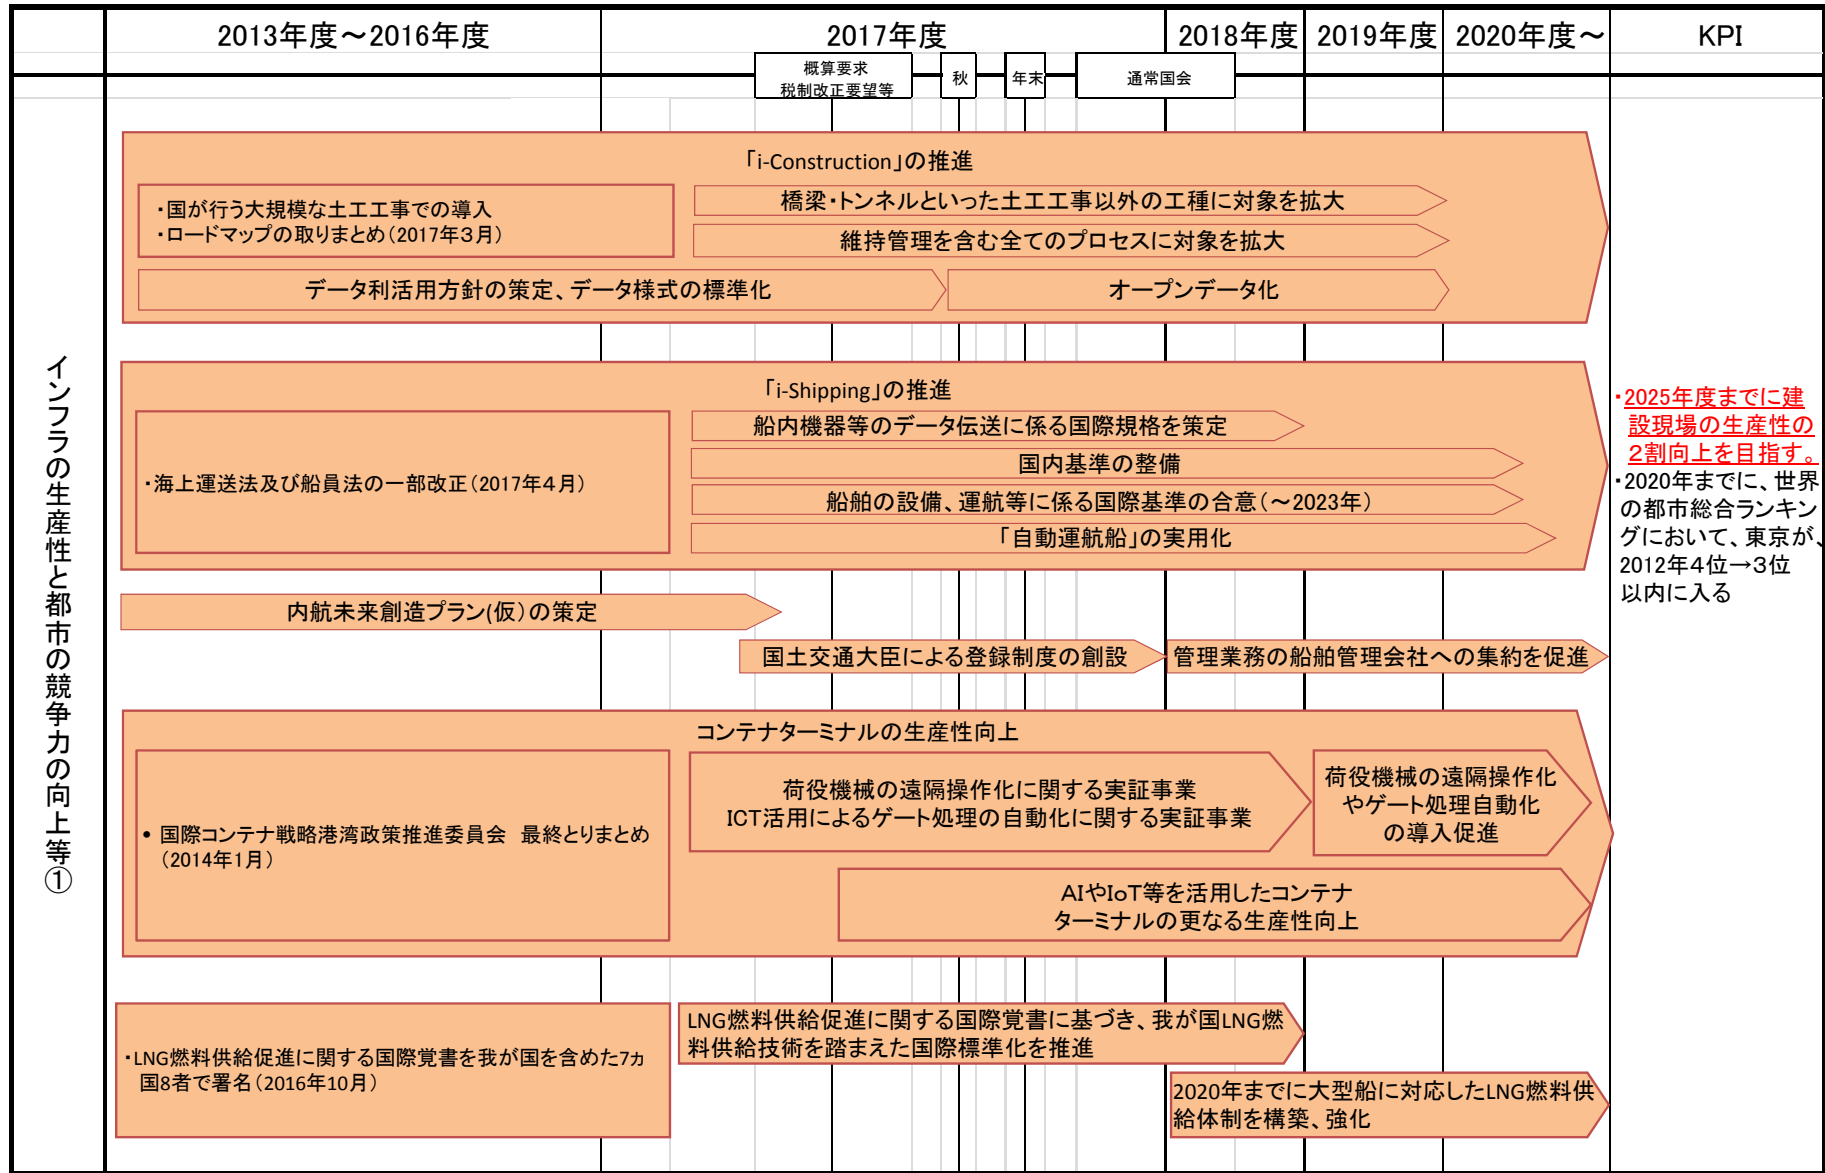 2013年度～2016年度
2017年度
2018年度
2019年度
2020年度～
KPI
概算要求
税制改正要望等
秋
年末
通常国会
インフラの生産性と都市の競争力の向上等①
「i-Construction」の推進
・国が行う大規模な土工工事での導入
・ロードマップの取りまとめ（2017年３月）
橋梁・トンネルといった土工工事以外の工種に対象を拡大
維持管理を含む全てのプロセスに対象を拡大
データ利活用方針の策定、データ様式の標準化
オープンデータ化
「i-Shipping」の推進
・海上運送法及び船員法の一部改正（2017年４月）
船内機器等のデータ伝送に係る国際規格を策定
国内基準の整備
船舶の設備、運航等に係る国際基準の合意（～2023年）
「自動運航船」の実用化
内航未来創造プラン(仮）の策定
国土交通大臣による登録制度の創設
管理業務の船舶管理会社への集約を促進
コンテナターミナルの生産性向上
• 国際コンテナ戦略港湾政策推進委員会　最終とりまとめ
（2014年1月）
荷役機械の遠隔操作化に関する実証事業
ICT活用によるゲート処理の自動化に関する実証事業
荷役機械の遠隔操作化
やゲート処理自動化
の導入促進
AIやIoT等を活用したコンテナ
ターミナルの更なる生産性向上
・LNG燃料供給促進に関する国際覚書を我が国を含めた7ヵ
国8者で署名（2016年10月）
LNG燃料供給促進に関する国際覚書に基づき、我が国LNG燃
料供給技術を踏まえた国際標準化を推進
2020年までに大型船に対応したLNG燃料供
給体制を構築、強化
・2025年度までに建
設現場の生産性の
２割向上を目指す。
・2020年までに、世界
の都市総合ランキン
グにおいて、東京が、
2012年４位→３位
以内に入る